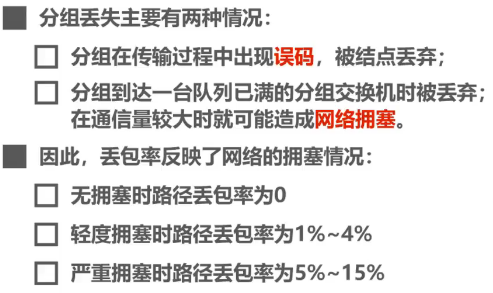 分组丢失主要有两种情况：
分组在传输过程中出现误码，被结点丢弃；
分组到达一台队列已满的分组交换机时被丢弃；
在通信量较大时就可能造成网络拥塞。
因此，丢包率反映了网络的拥塞情况：
无拥塞时路径丢包率为0
轻度拥塞时路径丢包率为1%~4%
严重拥塞时路径丢包率为5%~15%